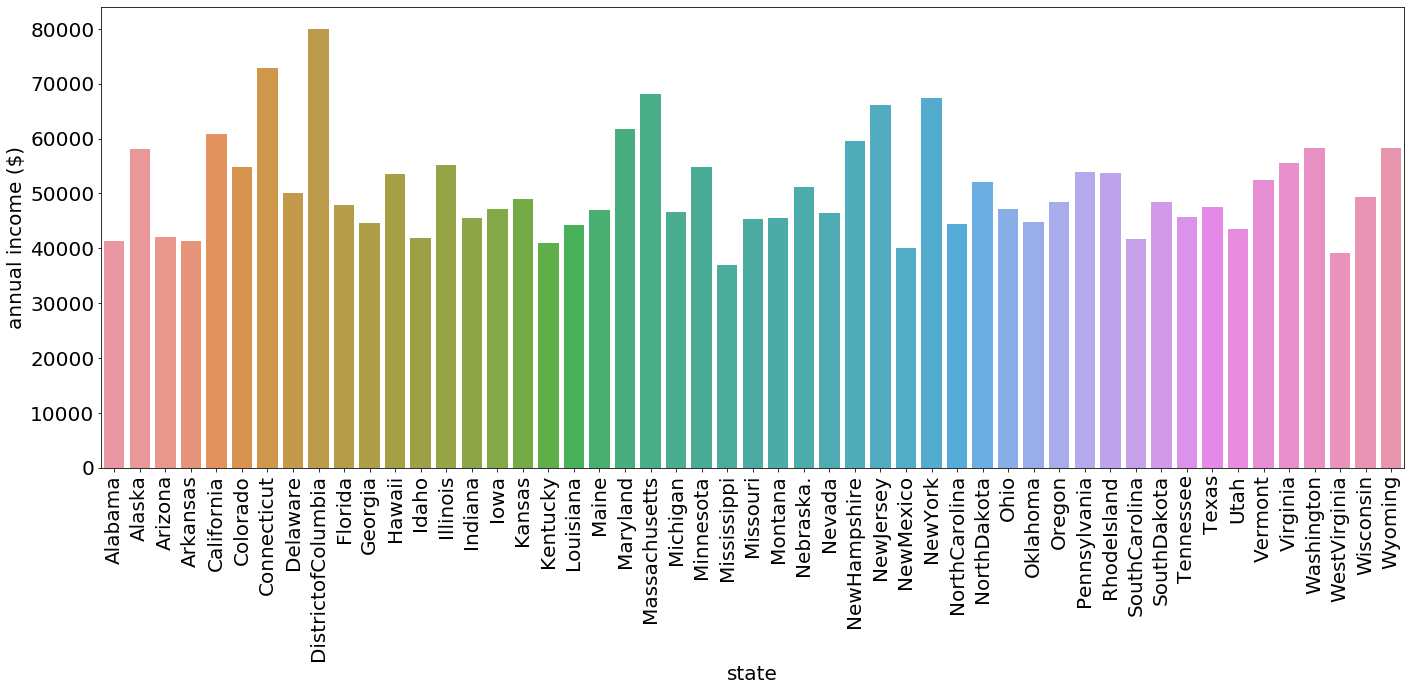 annual income ($)
80000
70000
60000
50000
40000
30000
20000
10000
0
Alabama
Alaska
Arizona
Arkansas
California
Colorado
Connecticut
Delaware
DistrictofColumbia
Florida
Georgia
Hawaii
Idaho
Illinois
Indiana
Iowa
Kansas
Kentucky
Louisiana
Maine
Maryland
Massachusetts
Michigan
Minnesota
Mississippi
Missouri
Montana
Nebraska.
Nevada
NewHampshire
NewJersey
NewMexico
NewYork
NorthCarolina
NorthDakota
Ohio
Oklahoma
Oregon
Pennsylvania
RhodeIsland
SouthCarolina
SouthDakota
Tennessee
Texas
Utah
Vermont
Virginia
Washington
WestVirginia
Wisconsin
Wyoming
state